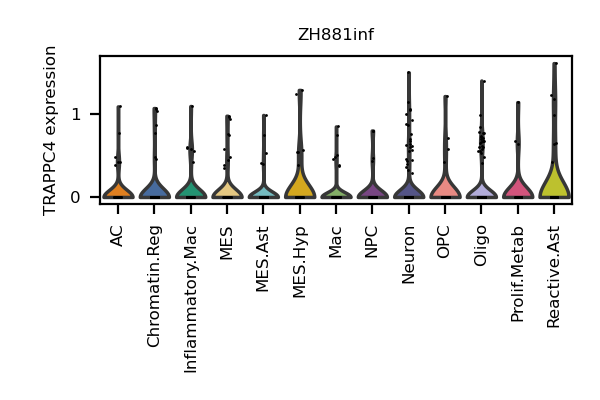 ZH881inf
TRAPPC4 expression
1
0
AC
Chromatin.Reg
Inflammatory.Mac
MES
MES.Ast
MES.Hyp
Mac
NPC
Neuron
OPC
Oligo
Prolif.Metab
Reactive.Ast